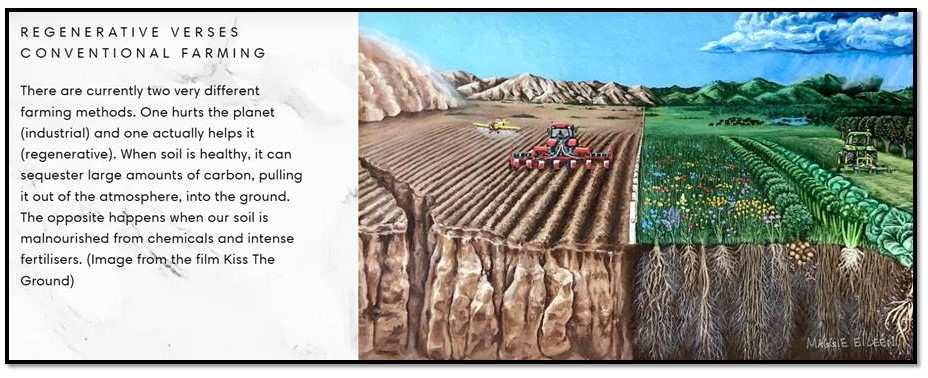 REGENERATIVE VERSES
CONVENTIONAL FARMING
There are currently two very different
farming methods. One hurts the planet
(industrial) and one actually helps it
(regenerative). When soil is healthy, it can
sequester large amounts of carbon, pulling
it out of the atmosphere, into the ground.
The opposite happens when our soil is
malnourished from chemicals and intense
fertilisers. (Image from the film Kiss The
Ground)
MAGGIE EILEEN